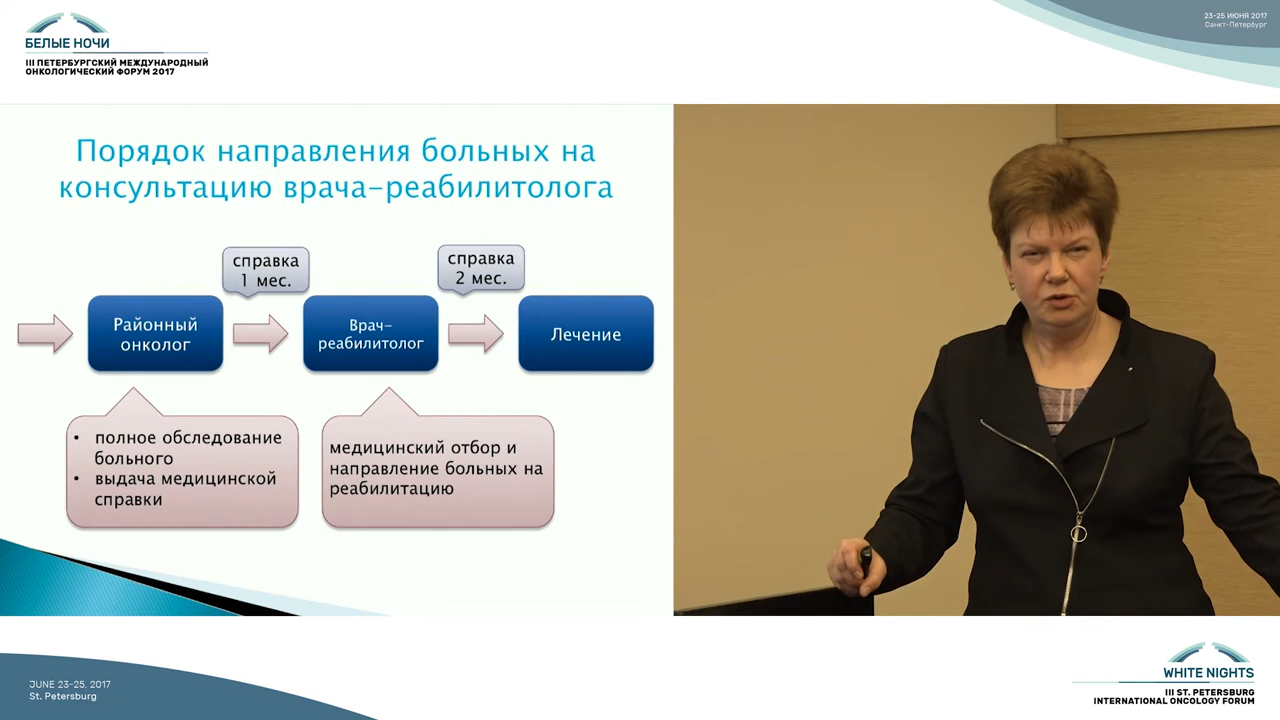 БЕЛЫЕ НОЧИ
III ПЕТЕРБУРГСКИЙ МЕЖДУНАРОДНЫЙ
ОНКОЛОГИЧЕСКИЙ ФОРУМ 2017
23-25 ИЮНЯ 2017
Санкт-Петербург
Порядок направления больных на
консультацию врача-реабилитолога
справка
1 мес.
справка
2 мес.
Районный
онколог
Врач-
реабилитолог
Лечение
• полное обследование
больного
• выдача медицинской
справки
медицинский отбор и
направление больных на
реабилитацию
JUNE 23-25, 2017
St. Petersburg
WHITE NIGHTS
III ST. PETERSBURG
INTERNATIONAL ONCOLOGY FORUM